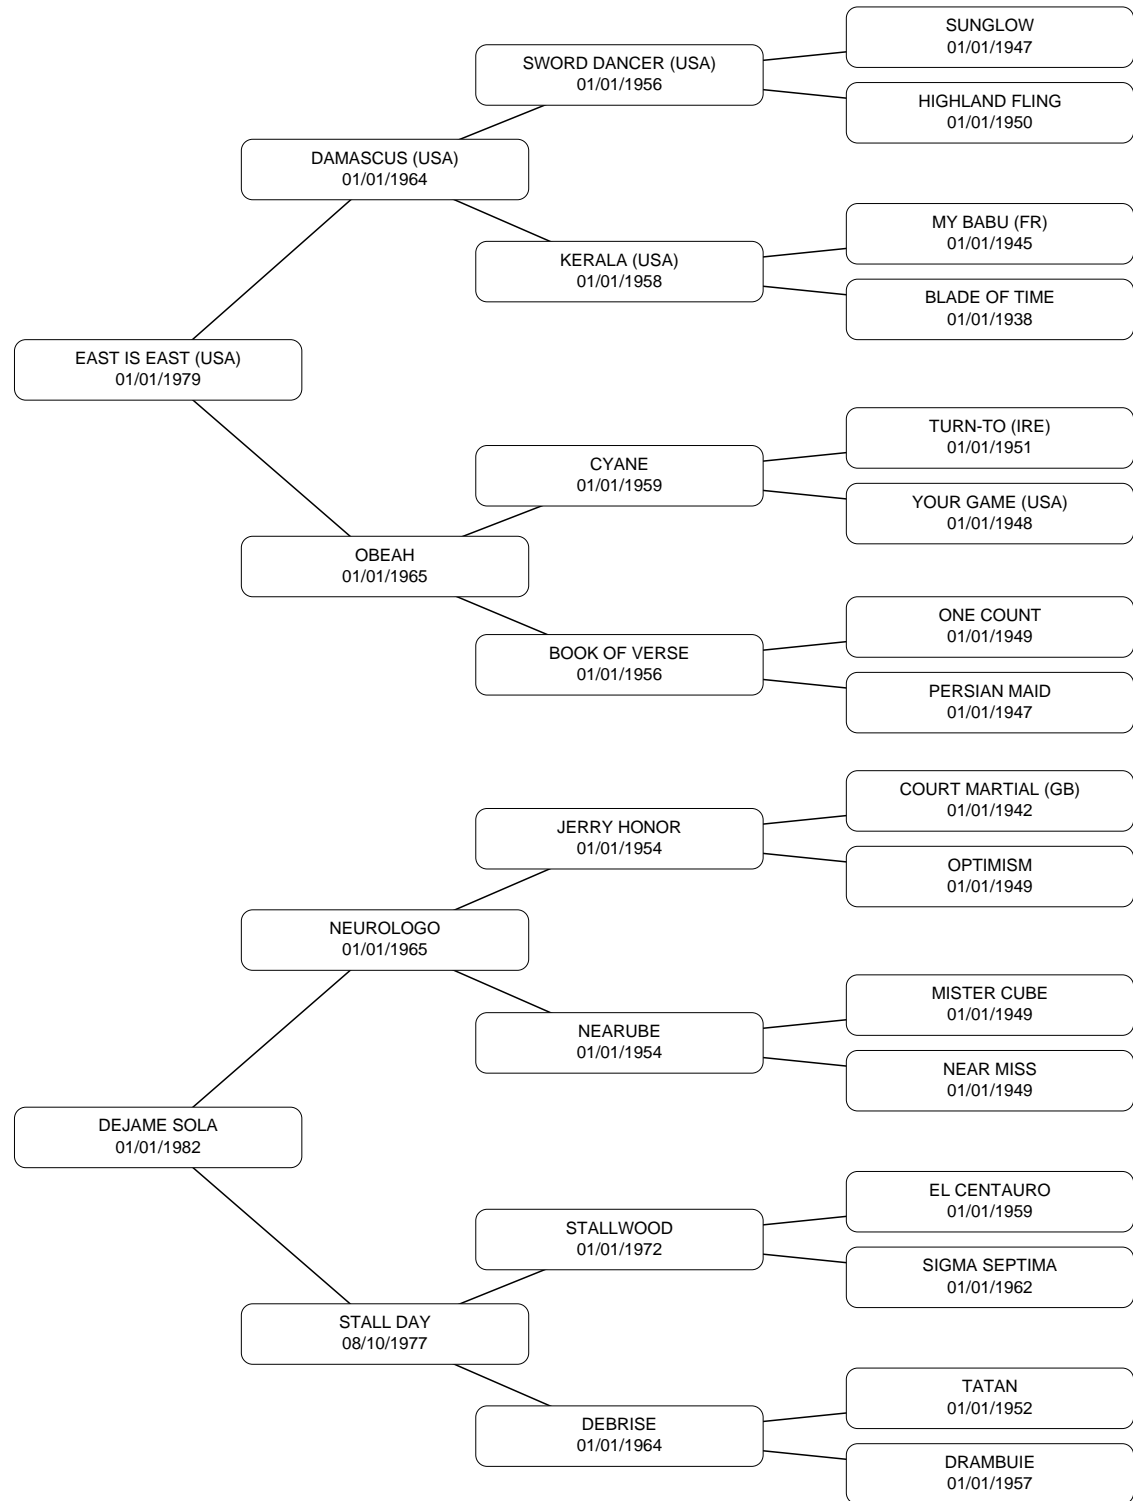 SUNGLOW
01/01/1947
SWORD DANCER (USA)
01/01/1956
HIGHLAND FLING
01/01/1950
DAMASCUS (USA)
01/01/1964
MY BABU (FR)
01/01/1945
KERALA (USA)
01/01/1958
BLADE OF TIME
01/01/1938
EAST IS EAST (USA)
01/01/1979
TURN-TO (IRE)
01/01/1951
CYANE
01/01/1959
YOUR GAME (USA)
01/01/1948
OBEAH
01/01/1965
ONE COUNT
01/01/1949
BOOK OF VERSE
01/01/1956
PERSIAN MAID
01/01/1947
COURT MARTIAL (GB)
01/01/1942
JERRY HONOR
01/01/1954
OPTIMISM
01/01/1949
NEUROLOGO
01/01/1965
MISTER CUBE
01/01/1949
NEARUBE
01/01/1954
NEAR MISS
01/01/1949
DEJAME SOLA
01/01/1982
EL CENTAURO
01/01/1959
STALLWOOD
01/01/1972
SIGMA SEPTIMA
01/01/1962
STALL DAY
08/10/1977
TATAN
01/01/1952
DEBRISE
01/01/1964
DRAMBUIE
01/01/1957